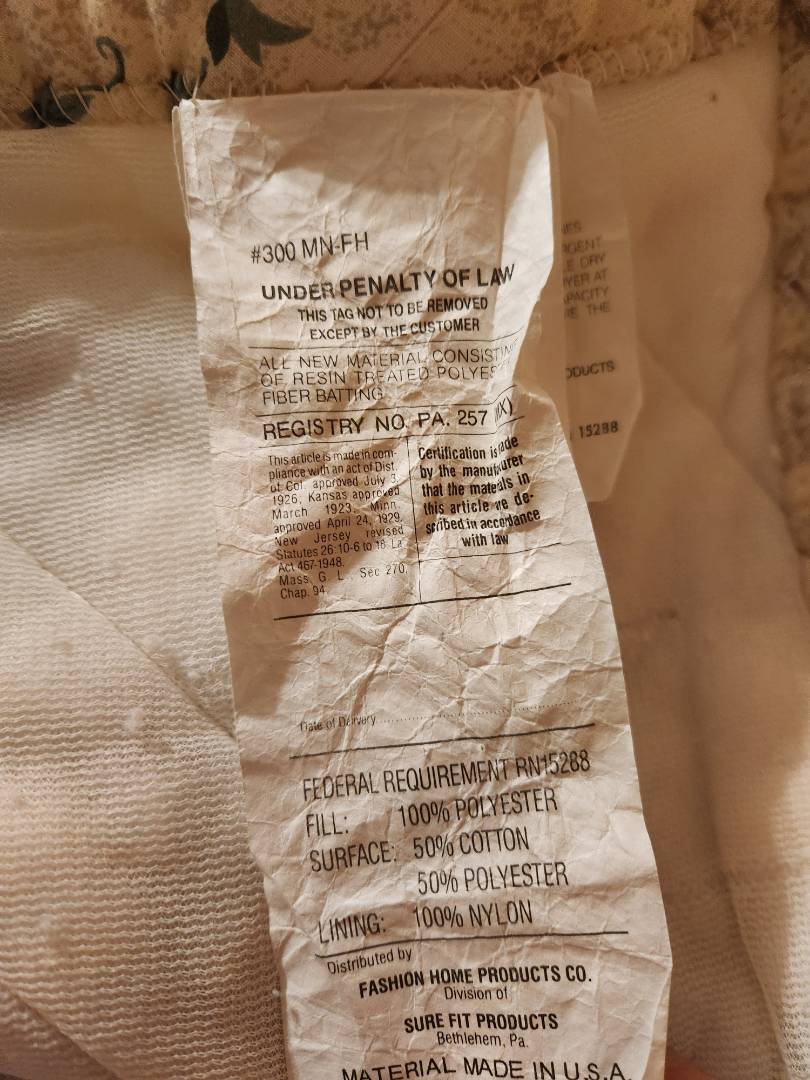 #300 MN-FH
UNDER PENALTY OF LAW
THIS TAG NOT TO BE REMOVED
EXCEPT BY THE CUSTOMER
ALL NEW MATERIAL CONSISTIN
OF RESIN TREATED POLYES
FIBER BATTING
REGISTRY NO. PA. 257 (X)
This article is made in com-
pliance with an act of Dist.
of Col. approved July 3,
1926, Kansas approved
March 1923, Minn.
approved April 24, 1929,
New Jersey revised
Statutes 26:10-6 to 18 La
Act 467-1948.
Mass. G. L. Sec 270,
Chap. 94
Certification is made
by the manufacturer
that the materials in
this article are de-
scribed in accordance
with law
Date of Delivery
FEDERAL REQUIREMENT RN15288
FILL: 100% POLYESTER
SURFACE: 50% COTTON
50% POLYESTER
LINING: 100% NYLON
Distributed by
FASHION HOME PRODUCTS CO.
Division of
SURE FIT PRODUCTS
Bethlehem, Pa.
MATERIAL MADE IN U.S.A.
RGENT
E DRY
YER AT
PACITY
THE
ODUCTS
15288